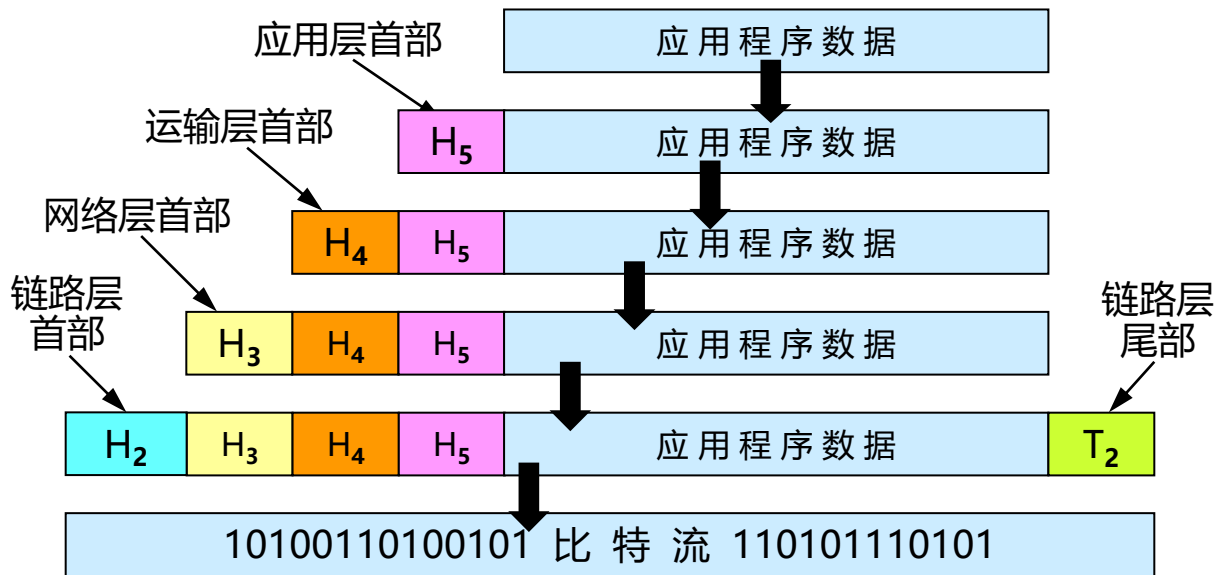 应用层首部
应用程序数据
运输层首部
H5 应用程序数据
网络层首部
H4 H5 应用程序数据
链路层
首部
H3 H4 H5 应用程序数据
链路层
尾部
H2 H3 H4 H5 应用程序数据 T2
10100110100101 比特流 110101110101